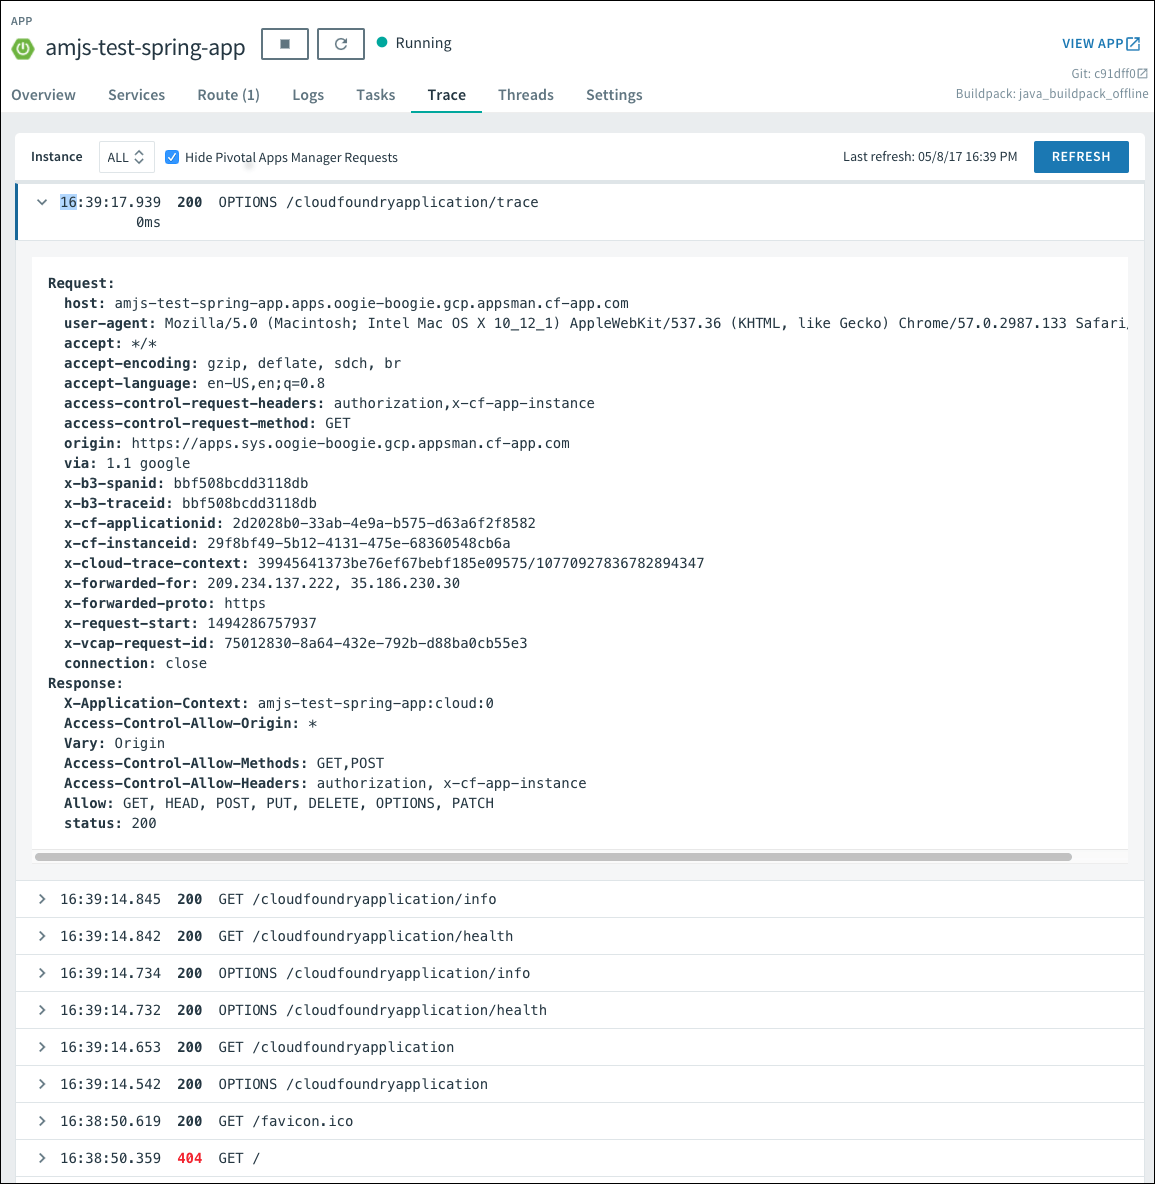 APP
amjs-test-spring-app
Running
VIEW APP
Git: c91dff0
Buildpack: java_buildpack_offline
Overview Services Route (1) Logs Tasks Trace Threads Settings
Instance ALL Hide Pivotal Apps Manager Requests Last refresh: 05/8/17 16:39 PM REFRESH
16:39:17.939 200 OPTIONS /cloudfoundryapplication/trace
0ms
Request:
host: amjs-test-spring-app.apps.oogie-boogie.gcp.appsman.cf-app.com
user-agent: Mozilla/5.0 (Macintosh; Intel Mac OS X 10_12_1) AppleWebKit/537.36 (KHTML, like Gecko) Chrome/57.0.2987.133 Safari/
accept: */*
accept-encoding: gzip, deflate, sdch, br
accept-language: en-US,en;q=0.8
access-control-request-headers: authorization,x-cf-app-instance
access-control-request-method: GET
origin: https://apps.sys.oogie-boogie.gcp.appsman.cf-app.com
via: 1.1 google
x-b3-spanid: bbf508bcdd3118db
x-b3-traceid: bbf508bcdd3118db
x-cf-applicationid: 2d2028b0-33ab-4e9a-b575-d63a6f2f8582
x-cf-instanceid: 29f8bf49-5b12-4131-475e-68360548cb6a
x-cloud-trace-context: 39945641373be76ef67bebf185e09575/10770927836782894347
x-forwarded-for: 209.234.137.222, 35.186.230.30
x-forwarded-proto: https
x-request-start: 1494286757937
x-vcap-request-id: 75012830-8a64-432e-792b-d88ba0cb55e3
connection: close
Response:
X-Application-Context: amjs-test-spring-app:cloud:0
Access-Control-Allow-Origin: *
Vary: Origin
Access-Control-Allow-Methods: GET,POST
Access-Control-Allow-Headers: authorization, x-cf-app-instance
Allow: GET, HEAD, POST, PUT, DELETE, OPTIONS, PATCH
status: 200
16:39:14.845 200 GET /cloudfoundryapplication/info
16:39:14.842 200 GET /cloudfoundryapplication/health
16:39:14.734 200 OPTIONS /cloudfoundryapplication/info
16:39:14.732 200 OPTIONS /cloudfoundryapplication/health
16:39:14.653 200 GET /cloudfoundryapplication
16:39:14.542 200 OPTIONS /cloudfoundryapplication
16:38:50.619 200 GET /favicon.ico
16:38:50.359 404 GET /